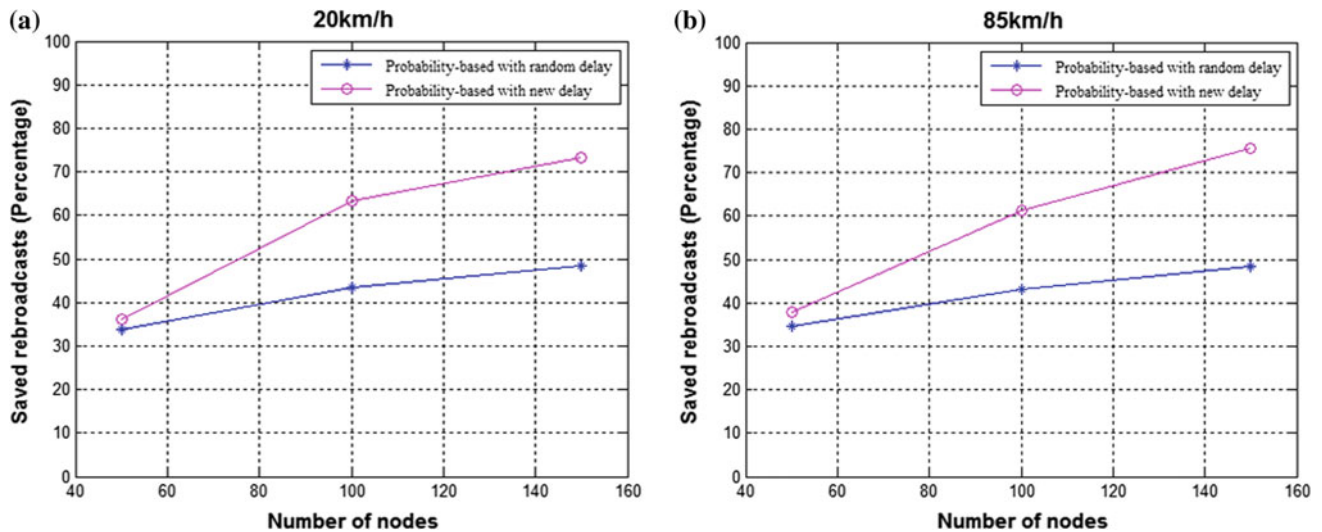 (a)
20km/h
Probability-based with random delay
Probability-based with new delay
Saved rebroadcasts (Percentage)
100
90
80
70
60
50
40
30
20
10
0
40 60 80 100 120 140 160
Number of nodes
(b)
85km/h
Probability-based with random delay
Probability-based with new delay
Saved rebroadcasts (Percentage)
100
90
80
70
60
50
40
30
20
10
0
40 60 80 100 120 140 160
Number of nodes